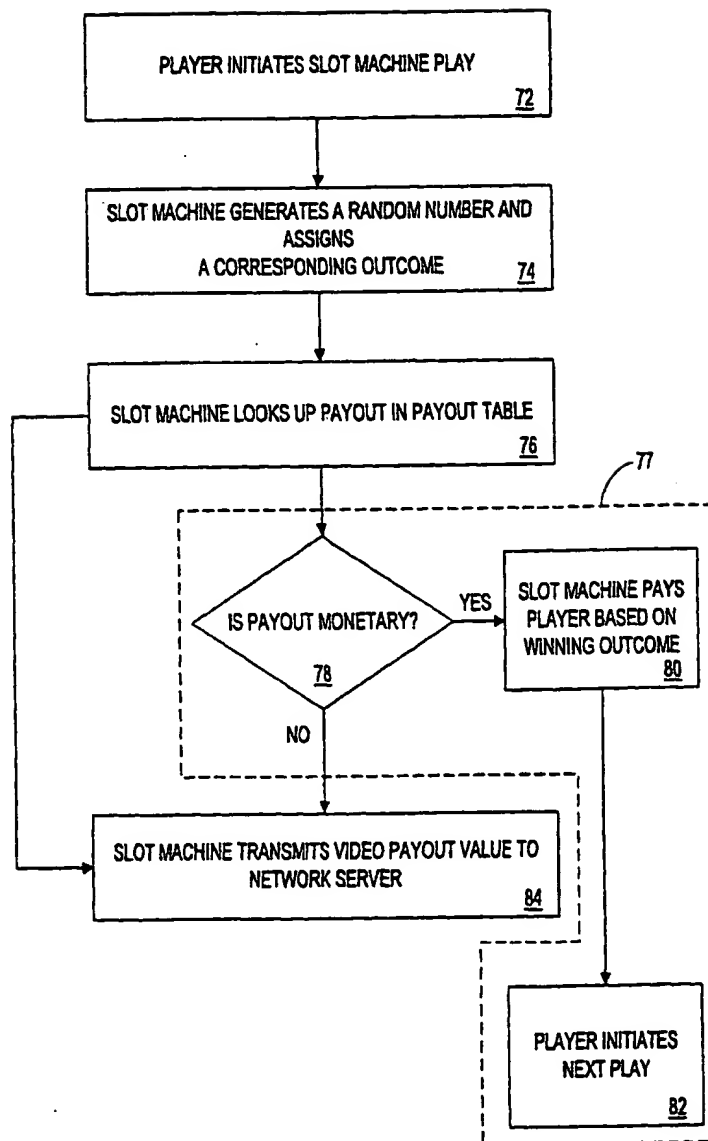 PLAYER INITIATES SLOT MACHINE PLAY
72
SLOT MACHINE GENERATES A RANDOM NUMBER AND
ASSIGNS
A CORRESPONDING OUTCOME
74
SLOT MACHINE LOOKS UP PAYOUT IN PAYOUT TABLE
76
77
IS PAYOUT MONETARY?
78
YES
SLOT MACHINE PAYS
PLAYER BASED ON
WINNING OUTCOME
80
NO
SLOT MACHINE TRANSMITS VIDEO PAYOUT VALUE TO
NETWORK SERVER
84
PLAYER INITIATES
NEXT PLAY
82